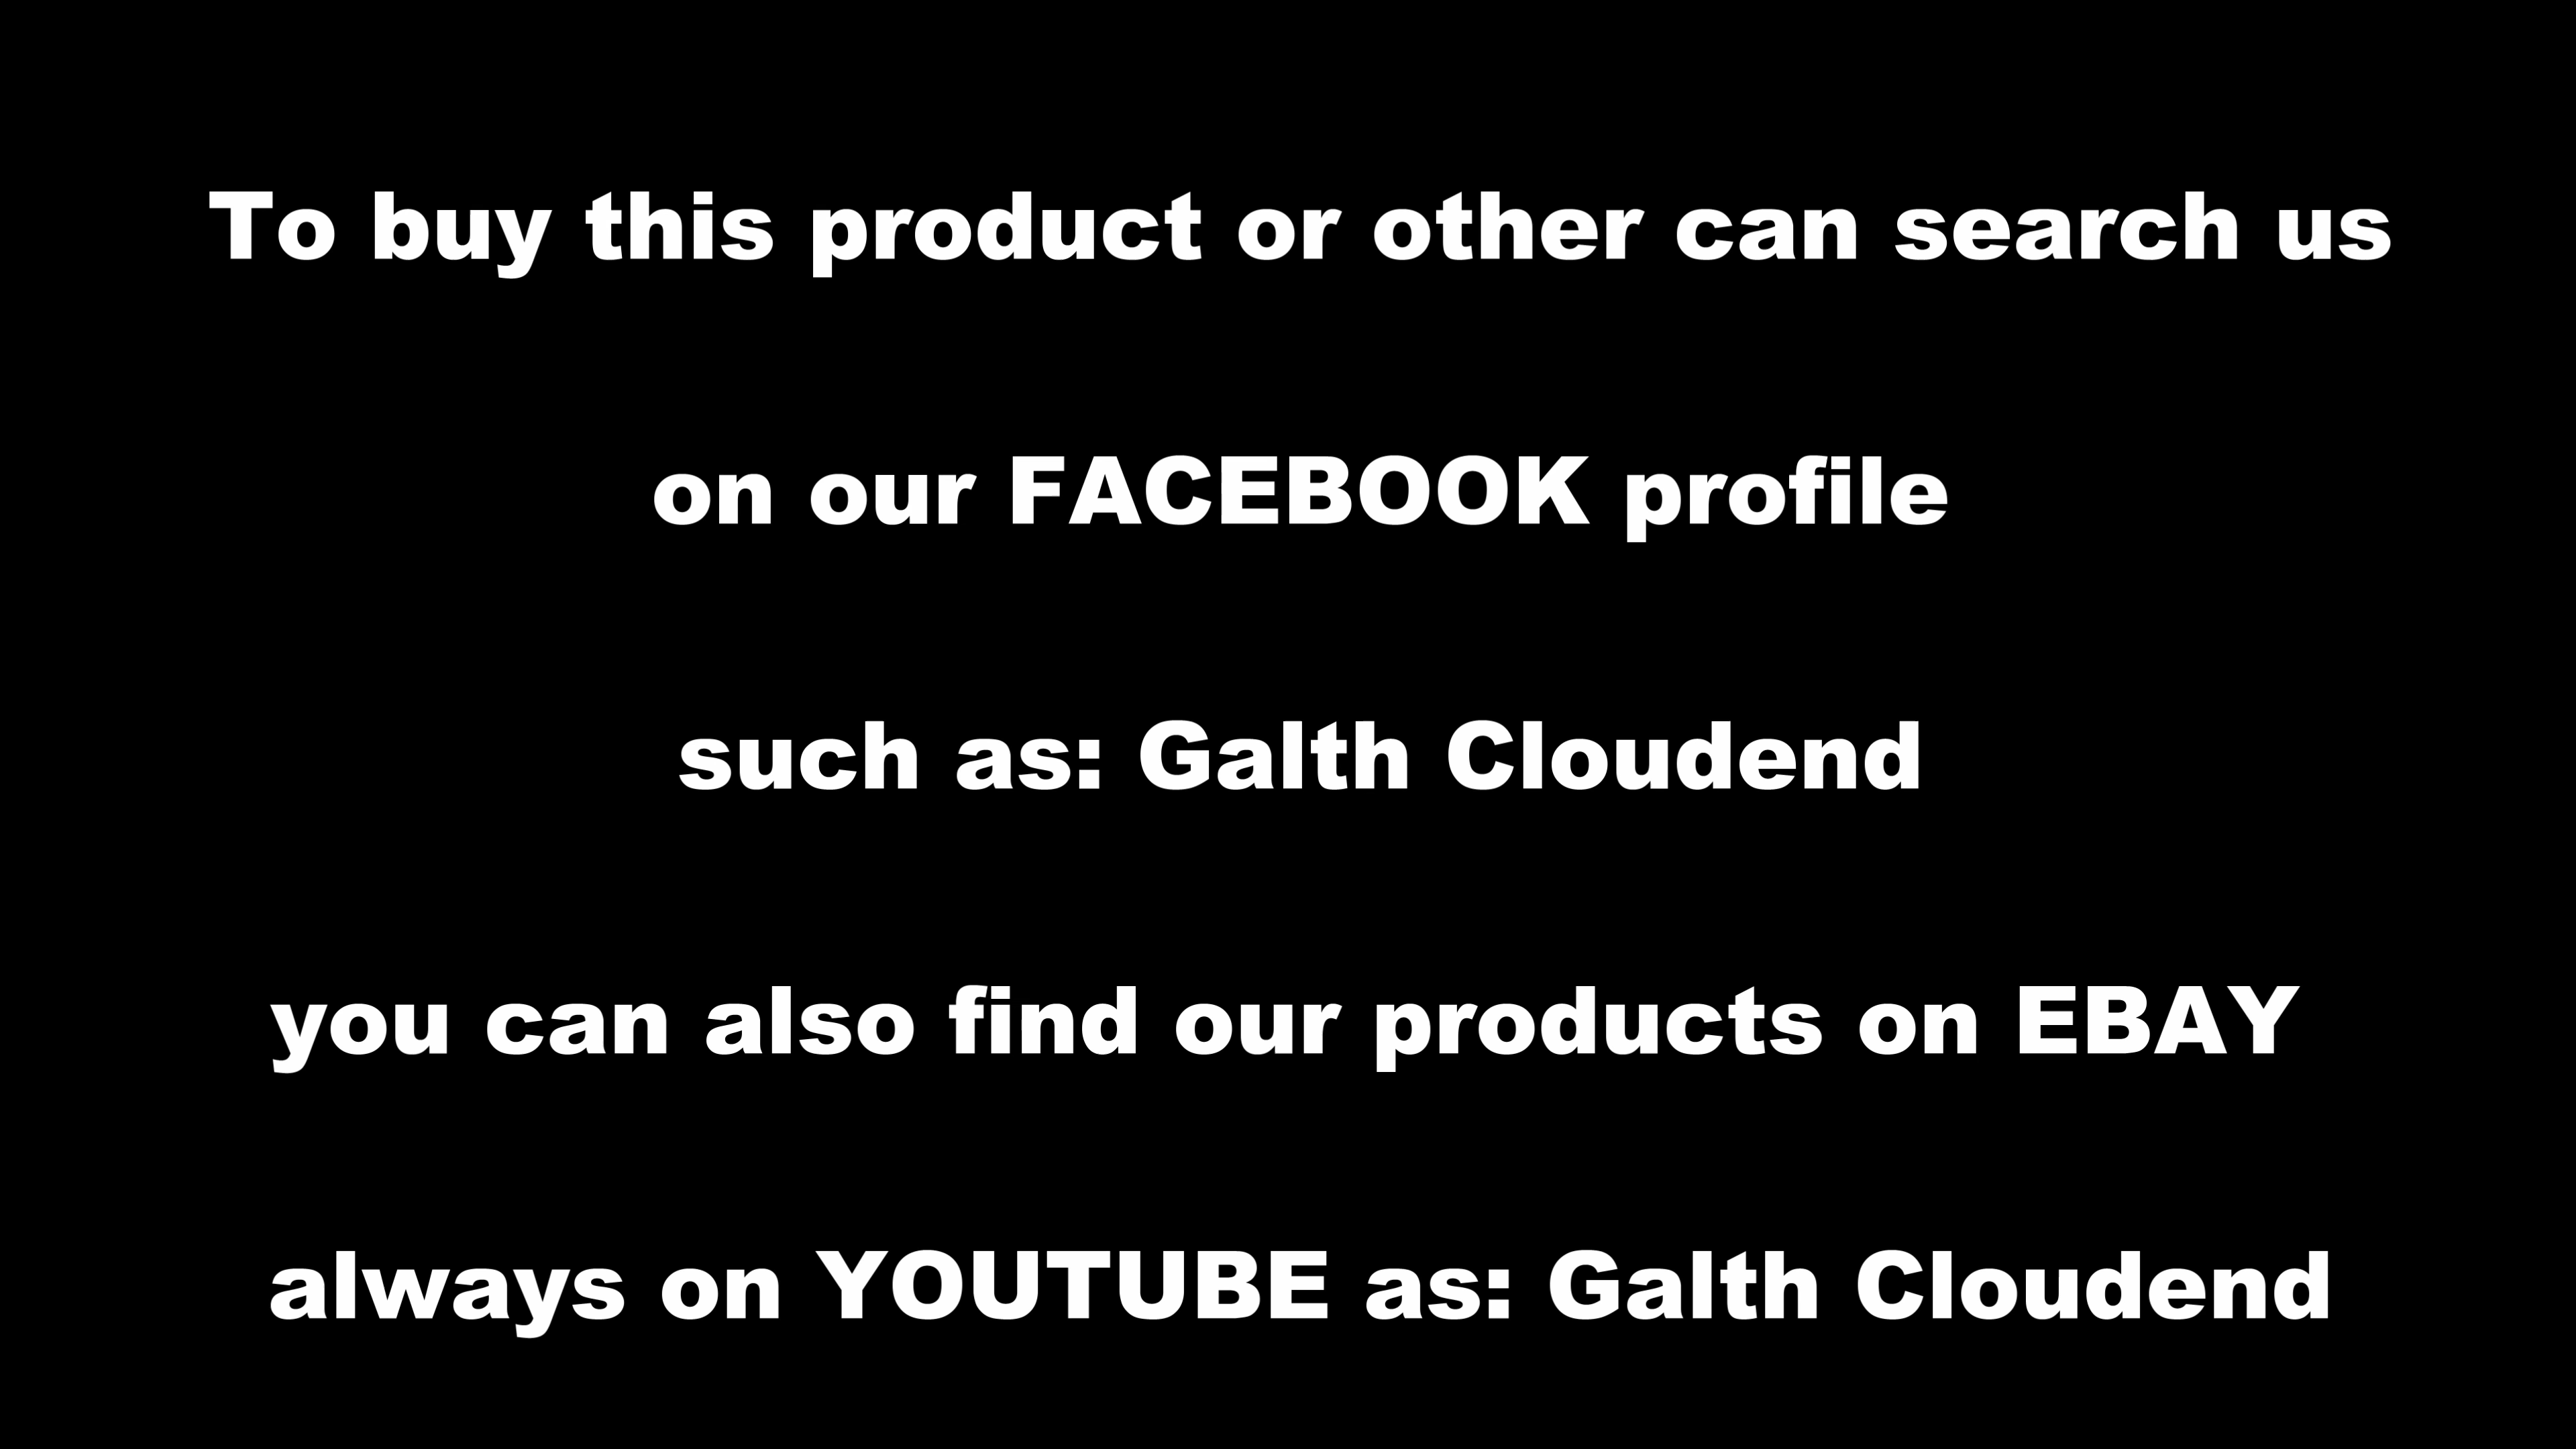 To buy this product or other can search us
on our FACEBOOK profile
such as: Galth Cloudend
you can also find our products on EBAY
always on YOUTUBE as: Galth Cloudend